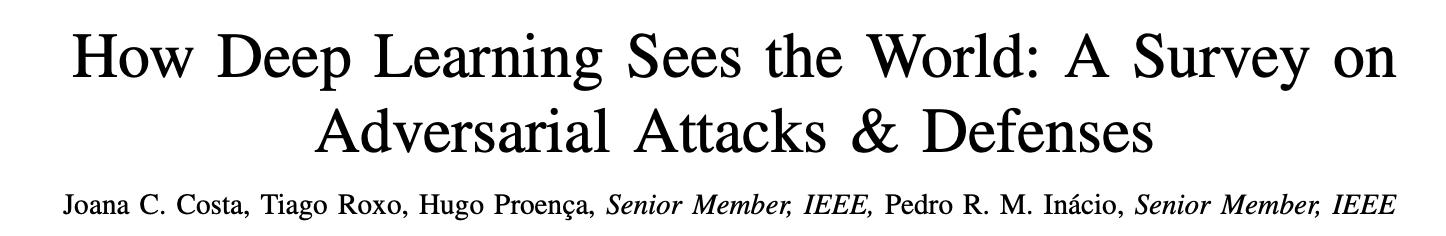 How Deep Learning Sees the World: A Survey on
Adversarial Attacks & Defenses
Joana C. Costa, Tiago Roxo, Hugo Proença, Senior Member, IEEE, Pedro R. M. Inácio, Senior Member, IEEE